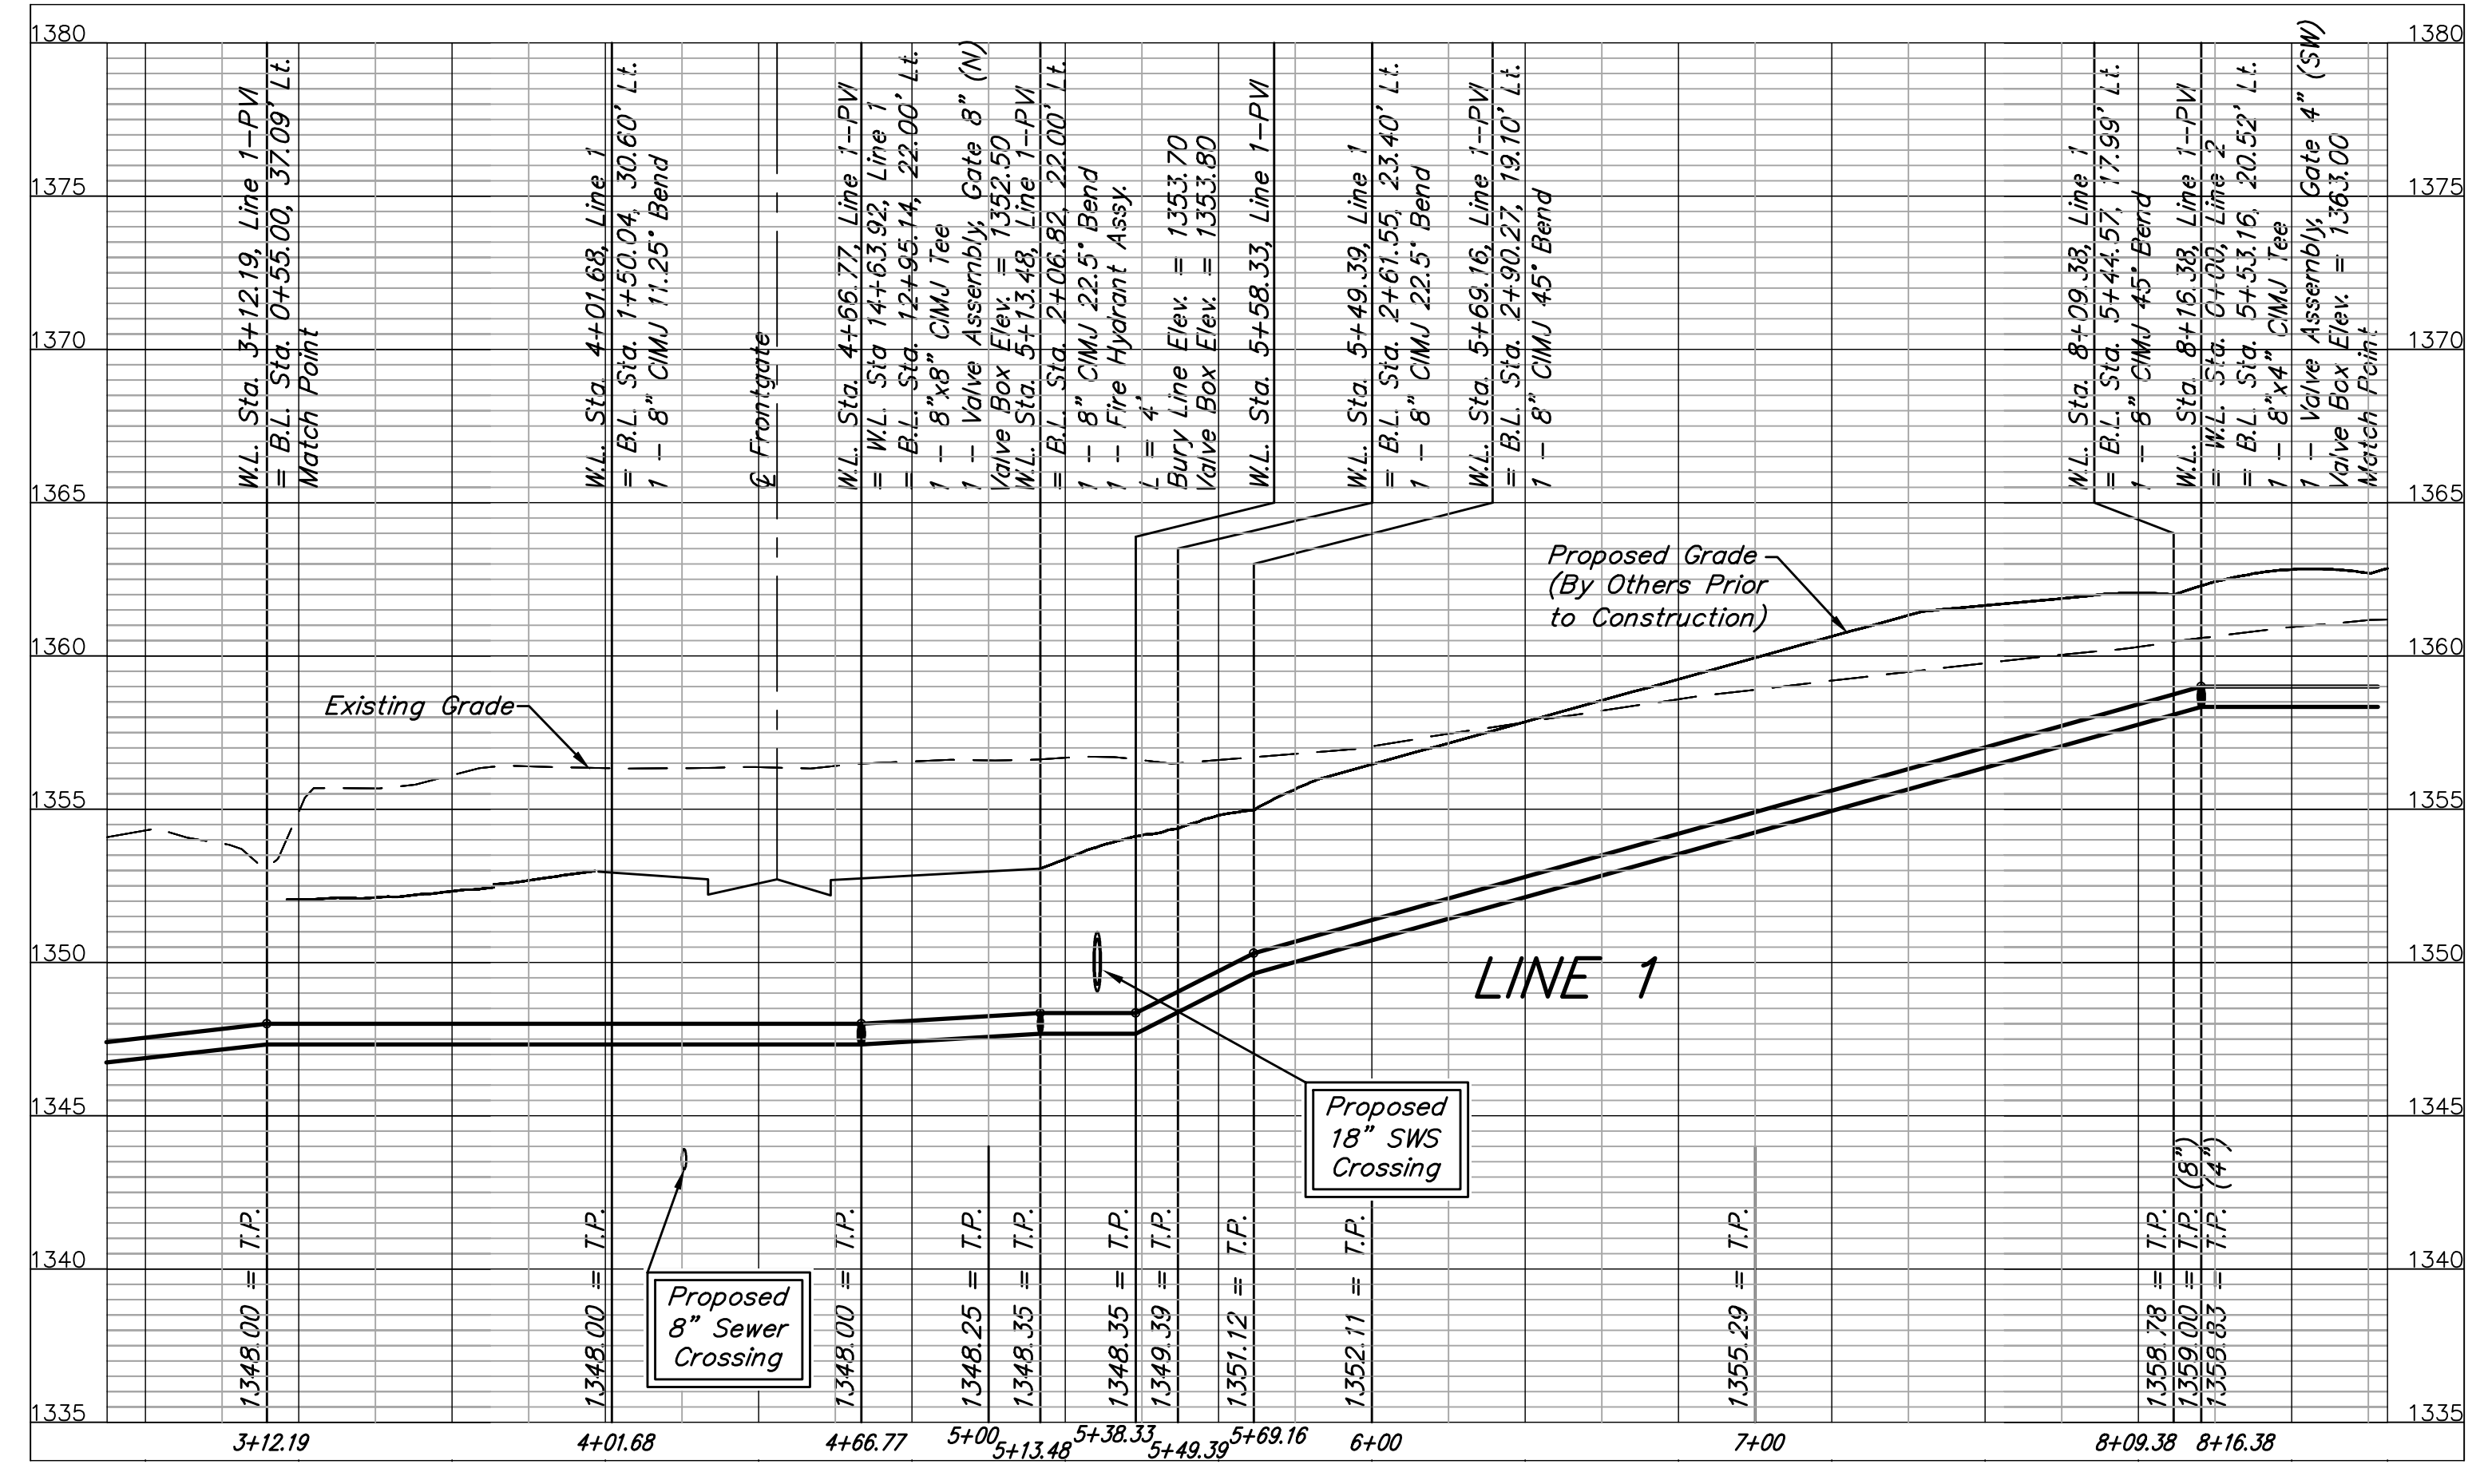 1380
1375
1370
1365
1360
1355
1350
1345
1340
1335
W.L. Sta. 3+12.19, Line 1-PVI
= B.L. Sta. 0+55.00, 37.09' Lt.
Match Point
W.L. Sta. 4+01.68, Line 1
= B.L. Sta. 1+50.04, 30.60' Lt.
1 - 8" CIMJ 11.25° Bend
℄ Frontgate
W.L. Sta. 4+66.77, Line 1-PVI
= W.L. Sta 14+63.92, Line 1
= B.L. Sta. 12+95.14, 22.00' Lt.
1 - 8"x8" CIMJ Tee
1 - Valve Assembly, Gate 8" (N)
Valve Box Elev. = 1352.50
W.L. Sta. 5+13.48, Line 1-PVI
= B.L. Sta. 2+06.82, 22.00' Lt.
1 - 8" CIMJ 22.5° Bend
1 - Fire Hydrant Assy.
L = 4'
Bury Line Elev. = 1353.70
Valve Box Elev. = 1353.80
W.L. Sta. 5+58.33, Line 1-PVI
W.L. Sta. 5+49.39, Line 1
= B.L. Sta. 2+61.55, 23.40' Lt.
1 - 8" CIMJ 22.5° Bend
W.L. Sta. 5+69.16, Line 1-PVI
= B.L. Sta. 2+90.27, 19.10' Lt.
1 - 8" CIMJ 45° Bend
W.L. Sta. 8+09.38, Line 1
= B.L. Sta. 5+44.57, 17.99' Lt.
1 - 8" CIMJ 45° Bend
W.L. Sta. 8+16.38, Line 1-PVI
= W.L. Sta. 0+00, Line 2
= B.L. Sta. 5+53.16, 20.52' Lt.
1 - 8"x4" CIMJ Tee
1 - Valve Assembly, Gate 4" (SW)
Valve Box Elev. = 1363.00
Match Point
1380
1375
1370
1365
1360
1355
1350
1345
1340
1335
Existing Grade
Proposed Grade
(By Others Prior
to Construction)
LINE 1
Proposed
18" SWS
Crossing
Proposed
8" Sewer
Crossing
1348.00 = T.P.
1348.00 = T.P.
1348.00 = T.P.
1348.25 = T.P.
1348.35 = T.P.
1348.35 = T.P.
1349.39 = T.P.
1351.12 = T.P.
1352.11 = T.P.
1355.29 = T.P.
1358.78 = T.P.
1359.00 = T.P. (8")
1358.83 = T.P. (4")
3+12.19
4+01.68
4+66.77
5+00
5+13.48
5+38.33
5+49.39
5+69.16
6+00
7+00
8+09.38
8+16.38